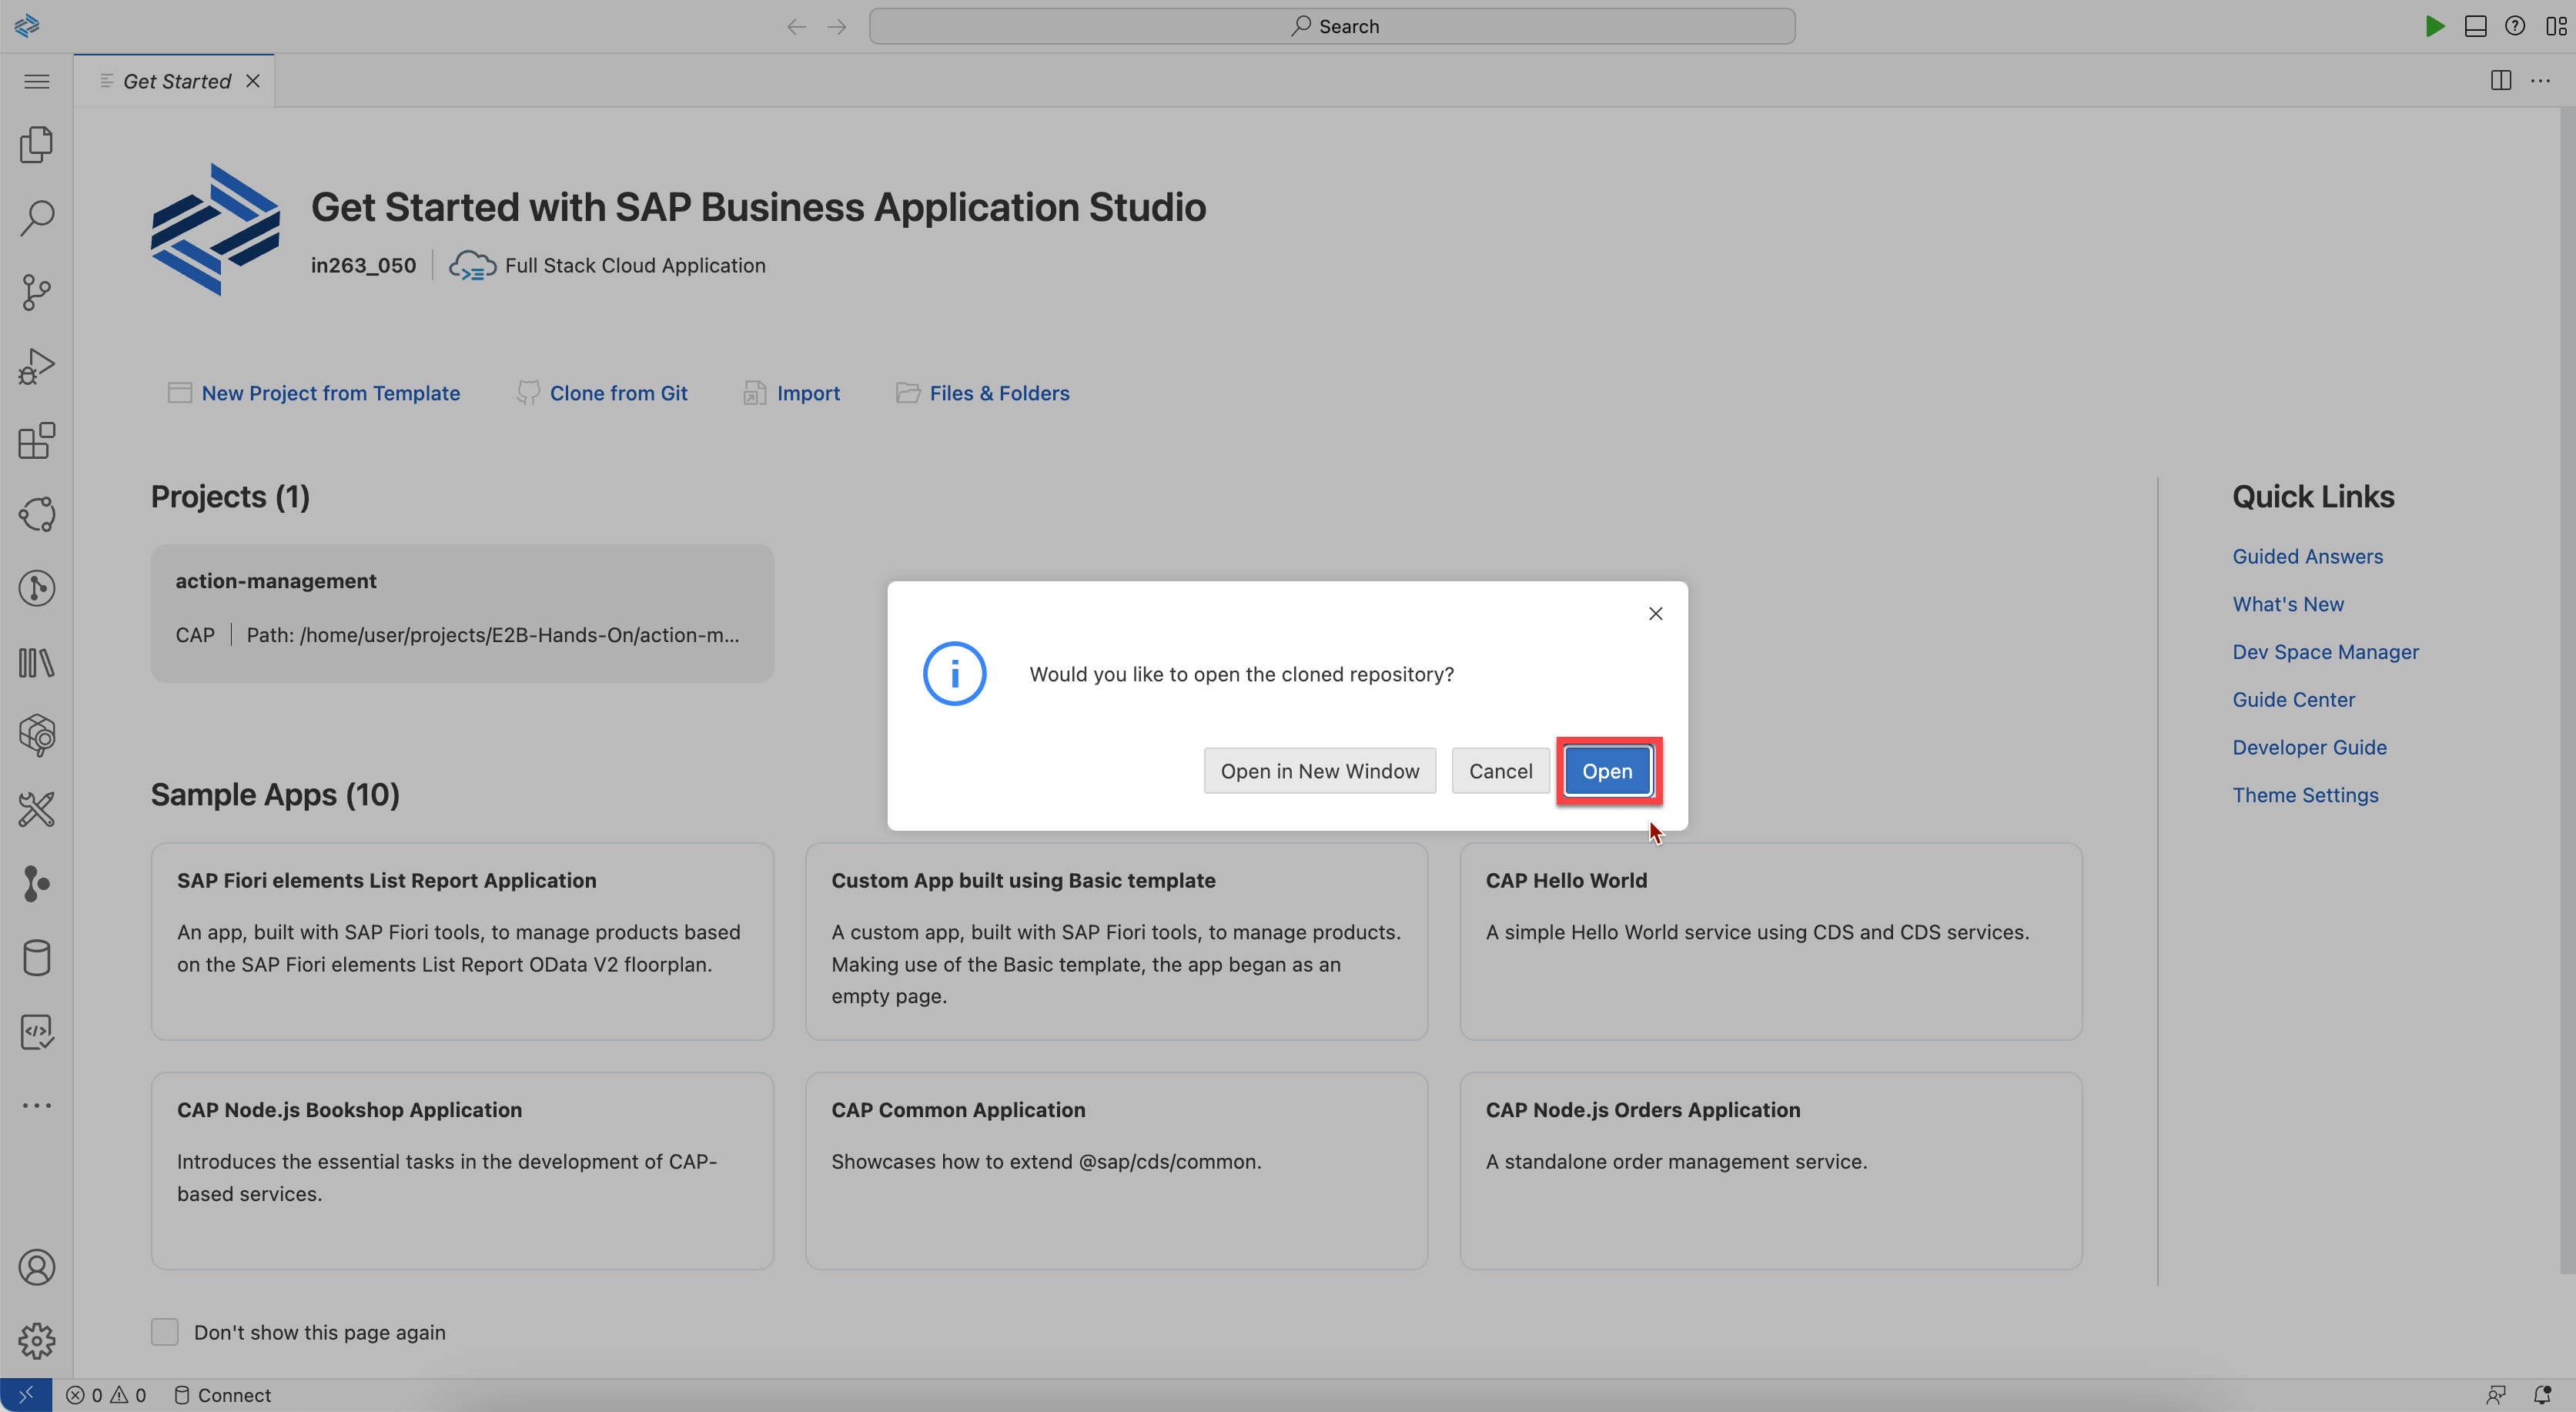 Search
Get Started
Get Started with SAP Business Application Studio
in263_050
Full Stack Cloud Application
New Project from Template
Clone from Git
Import
Files & Folders
Projects (1)
action-management
CAP
Path: /home/user/projects/E2B-Hands-On/action-m...
Would you like to open the cloned repository?
Open in New Window
Cancel
Open
Sample Apps (10)
SAP Fiori elements List Report Application
An app, built with SAP Fiori tools, to manage products based
on the SAP Fiori elements List Report OData V2 floorplan.
Custom App built using Basic template
A custom app, built with SAP Fiori tools, to manage products.
Making use of the Basic template, the app began as an
empty page.
CAP Hello World
A simple Hello World service using CDS and CDS services.
CAP Node.js Bookshop Application
Introduces the essential tasks in the development of CAP-
based services.
CAP Common Application
Showcases how to extend @sap/cds/common.
CAP Node.js Orders Application
A standalone order management service.
Quick Links
Guided Answers
What's New
Dev Space Manager
Guide Center
Developer Guide
Theme Settings
Don't show this page again
0
0
Connect